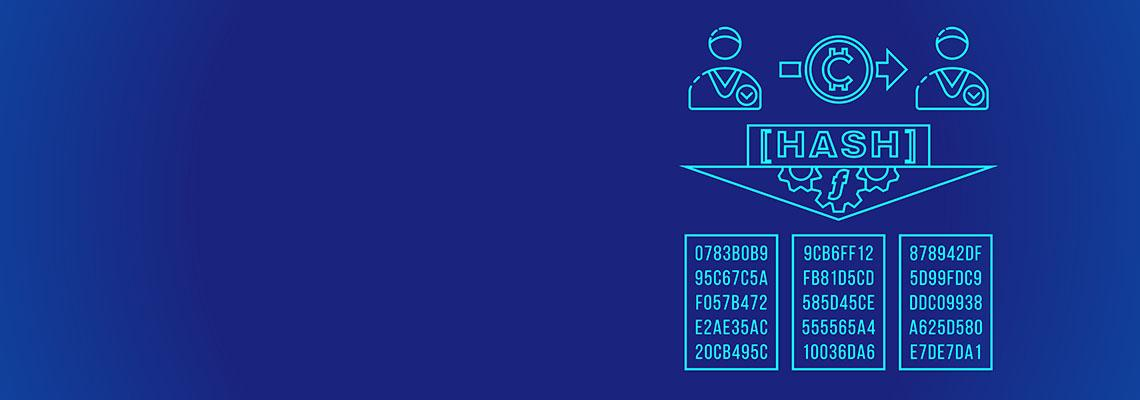 [HASH]
f
0783B0B9
95C67C5A
F057B472
E2AE35AC
20CB495C
9CB6FF12
FB81D5CD
585D45CE
555565A4
10036DA6
878942DF
5D99FDC9
DDC09938
A625D580
E7DE7DA1